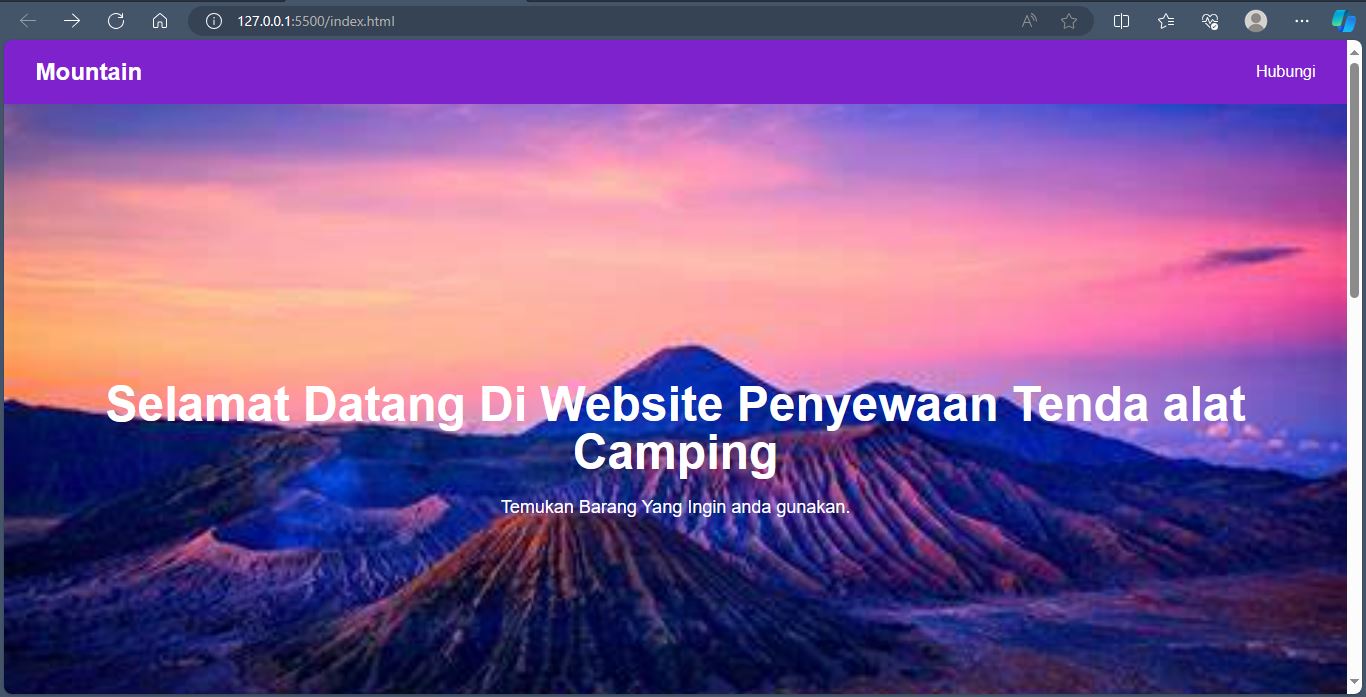 127.0.0.1:5500/index.html
Mountain
Hubungi
Selamat Datang Di Website Penyewaan Tenda alat
Camping
Temukan Barang Yang Ingin anda gunakan.